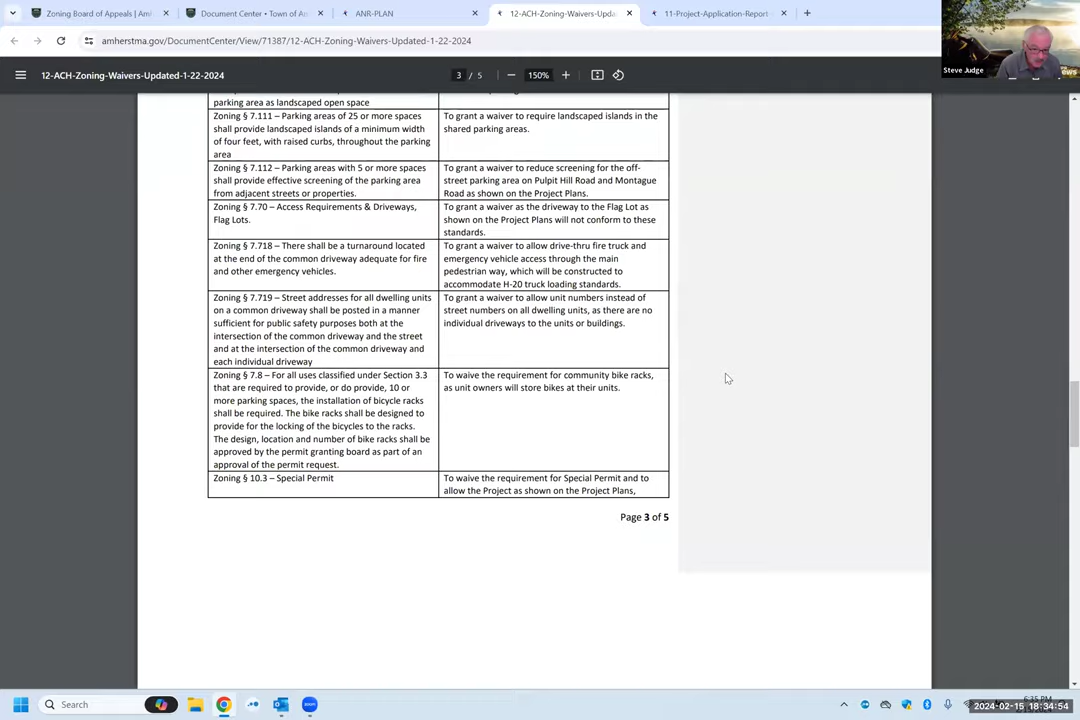 Zoning Board of Appeals | Aml
Document Center • Town of Am
ANR-PLAN
12-ACH-Zoning-Waivers-Upda
11-Project-Application-Report
amherstma.gov/DocumentCenter/View/71387/12-ACH-Zoning-Waivers-Updated-1-22-2024
Steve Judge
12-ACH-Zoning-Waivers-Updated-1-22-2024
3 / 5
150%
parking area as landscaped open space
Zoning § 7.111 – Parking areas of 25 or more spaces
shall provide landscaped islands of a minimum width
of four feet, with raised curbs, throughout the parking
area
To grant a waiver to require landscaped islands in the
shared parking areas.
Zoning § 7.112 – Parking areas with 5 or more spaces
shall provide effective screening of the parking area
from adjacent streets or properties.
To grant a waiver to reduce screening for the off-
street parking area on Pulpit Hill Road and Montague
Road as shown on the Project Plans.
Zoning § 7.70 – Access Requirements & Driveways,
Flag Lots.
To grant a waiver as the driveway to the Flag Lot as
shown on the Project Plans will not conform to these
standards.
Zoning § 7.718 – There shall be a turnaround located
at the end of the common driveway adequate for fire
and other emergency vehicles.
To grant a waiver to allow drive-thru fire truck and
emergency vehicle access through the main
pedestrian way, which will be constructed to
accommodate H-20 truck loading standards.
Zoning § 7.719 – Street addresses for all dwelling units
on a common driveway shall be posted in a manner
sufficient for public safety purposes both at the
intersection of the common driveway and the street
and at the intersection of the common driveway and
each individual driveway
To grant a waiver to allow unit numbers instead of
street numbers on all dwelling units, as there are no
individual driveways to the units or buildings.
Zoning § 7.8 – For all uses classified under Section 3.3
that are required to provide, or do provide, 10 or
more parking spaces, the installation of bicycle racks
shall be required. The bike racks shall be designed to
provide for the locking of the bicycles to the racks.
The design, location and number of bike racks shall be
approved by the permit granting board as part of an
approval of the permit request.
To waive the requirement for community bike racks,
as unit owners will store bikes at their units.
Zoning § 10.3 – Special Permit
To waive the requirement for Special Permit and to
allow the Project as shown on the Project Plans,
Page 3 of 5
Search
zoom
6:35 PM
2024-02-15 18:34:54